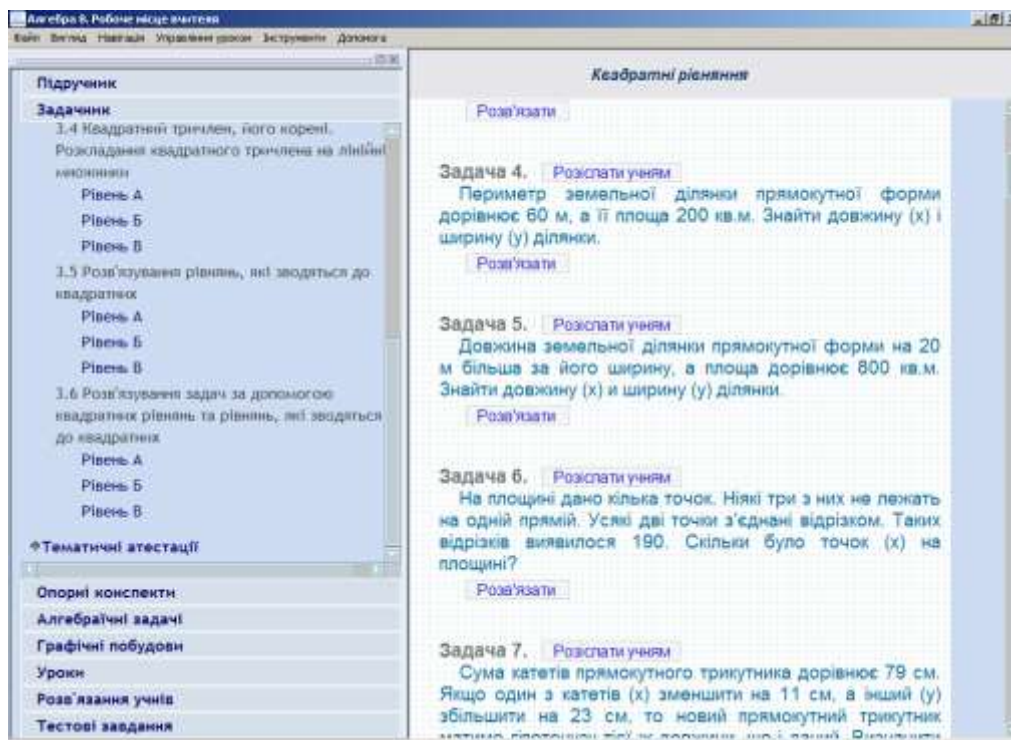 Алгебра 8. Робоче місце вчителя
Файл Вигляд Навігація Управління уроком Інструменти Допомога
Підручник
Задачник
3.4 Квадратний тричлен, його корені.
Розкладання квадратного тричлена на лінійні
множники
Рівень А
Рівень Б
Рівень В
3.5 Розв'язування рівнянь, які зводяться до
квадратних
Рівень А
Рівень Б
Рівень В
3.6 Розв'язування задач за допомогою
квадратних рівнянь та рівнянь, які зводяться
до квадратних
Рівень А
Рівень Б
Рівень В
Тематичні атестації
Опорні конспекти
Алгебраїчні задачі
Графічні побудови
Уроки
Розв'язання учнів
Тестові завдання
Квадратні рівняння
Розв'язати
Задача 4. Розіслати учням
Периметр земельної ділянки прямокутної форми
дорівнює 60 м, а її площа 200 кв.м. Знайти довжину (х) і
ширину (у) ділянки.
Розв'язати
Задача 5. Розіслати учням
Довжина земельної ділянки прямокутної форми на 20
м більша за його ширину, а площа дорівнює 800 кв.м.
Знайти довжину (х) и ширину (у) ділянки.
Розв'язати
Задача 6. Розіслати учням
На площині дано кілька точок. Ніякі три з них не лежать
на одній прямій. Усякі дві точки з'єднані відрізком. Таких
відрізків виявилося 190. Скільки було точок (х) на
площині?
Розв'язати
Задача 7. Розіслати учням
Сума катетів прямокутного трикутника дорівнює 79 см.
Якщо один з катетів (х) зменшити на 11 см, а інший (у)
збільшити на 23 см, то новий прямокутний трикутник
матиме гіпотенузу тієї ж довжини, що і даний. Визначити